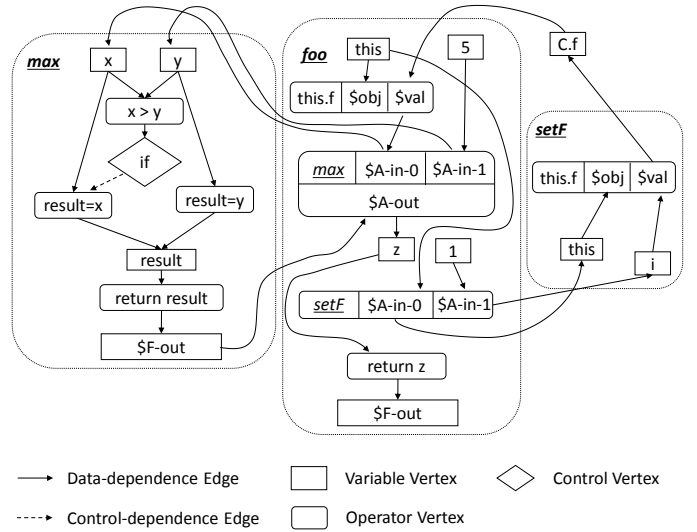 max
x
y
x > y
if
result=x
result=y
result
return result
$F-out
foo
this
5
this.f
$obj
$val
max
$A-in-0
$A-in-1
$A-out
z
1
setF
$A-in-0
$A-in-1
return z
$F-out
C.f
setF
this.f
$obj
$val
this
i
Data-dependence Edge
Variable Vertex
Control Vertex
Control-dependence Edge
Operator Vertex